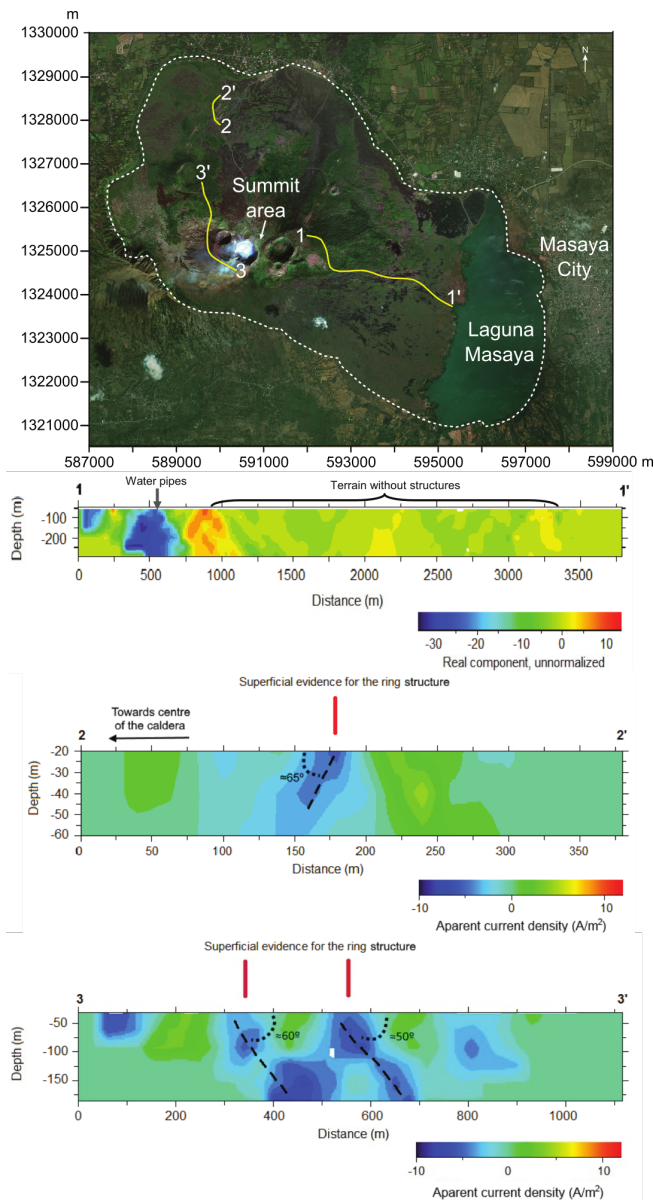 m
1330000
1329000
1328000
1327000
1326000
1325000
1324000
1323000
1322000
1321000
587000 589000 591000 593000 595000 597000 599000 m
N
2'
2
3'
Summit
area
1
3
1'
Masaya
City
Laguna
Masaya
1 Water pipes Terrain without structures 1'
Depth (m)
-100
-200
0 500 1000 1500 2000 2500 3000 3500
Distance (m)
-30 -20 -10 0 10
Real component, unnormalized
Superficial evidence for the ring structure
Towards centre
of the caldera
2 2'
Depth (m)
-20
-30
-40
-50
-60
≈65º
0 50 100 150 200 250 300 350
Distance (m)
-10 0 10
Apparent current density (A/m²)
Superficial evidence for the ring structure
3 3'
Depth (m)
-50
-100
-150
≈60º ≈50º
0 200 400 600 800 1000
Distance (m)
-10 0 10
Apparent current density (A/m²)